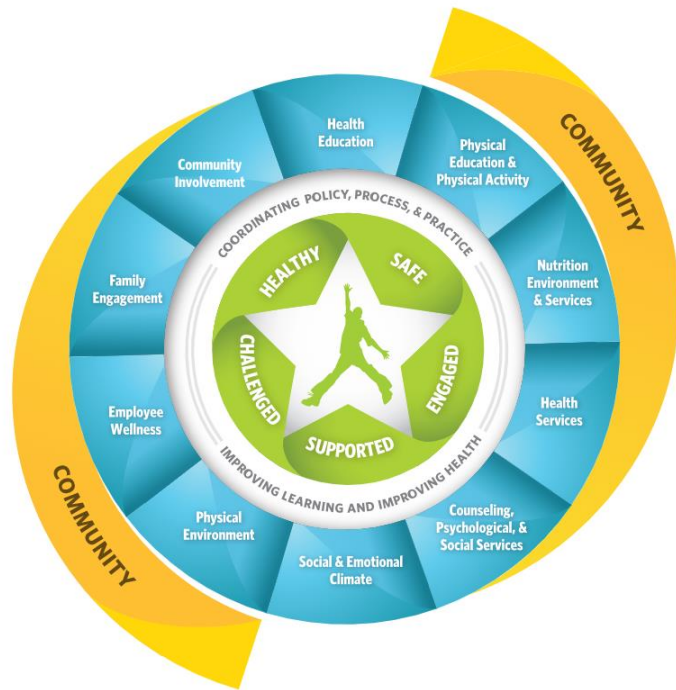 COMMUNITY
Health
Education
Physical
Education &
Physical Activity
Nutrition
Environment
& Services
Health
Services
Counseling,
Psychological, &
Social Services
Social & Emotional
Climate
Physical
Environment
Employee
Wellness
Family
Engagement
Community
Involvement
COORDINATING POLICY, PROCESS, & PRACTICE
IMPROVING LEARNING AND IMPROVING HEALTH
HEALTHY
SAFE
ENGAGED
SUPPORTED
CHALLENGED
COMMUNITY